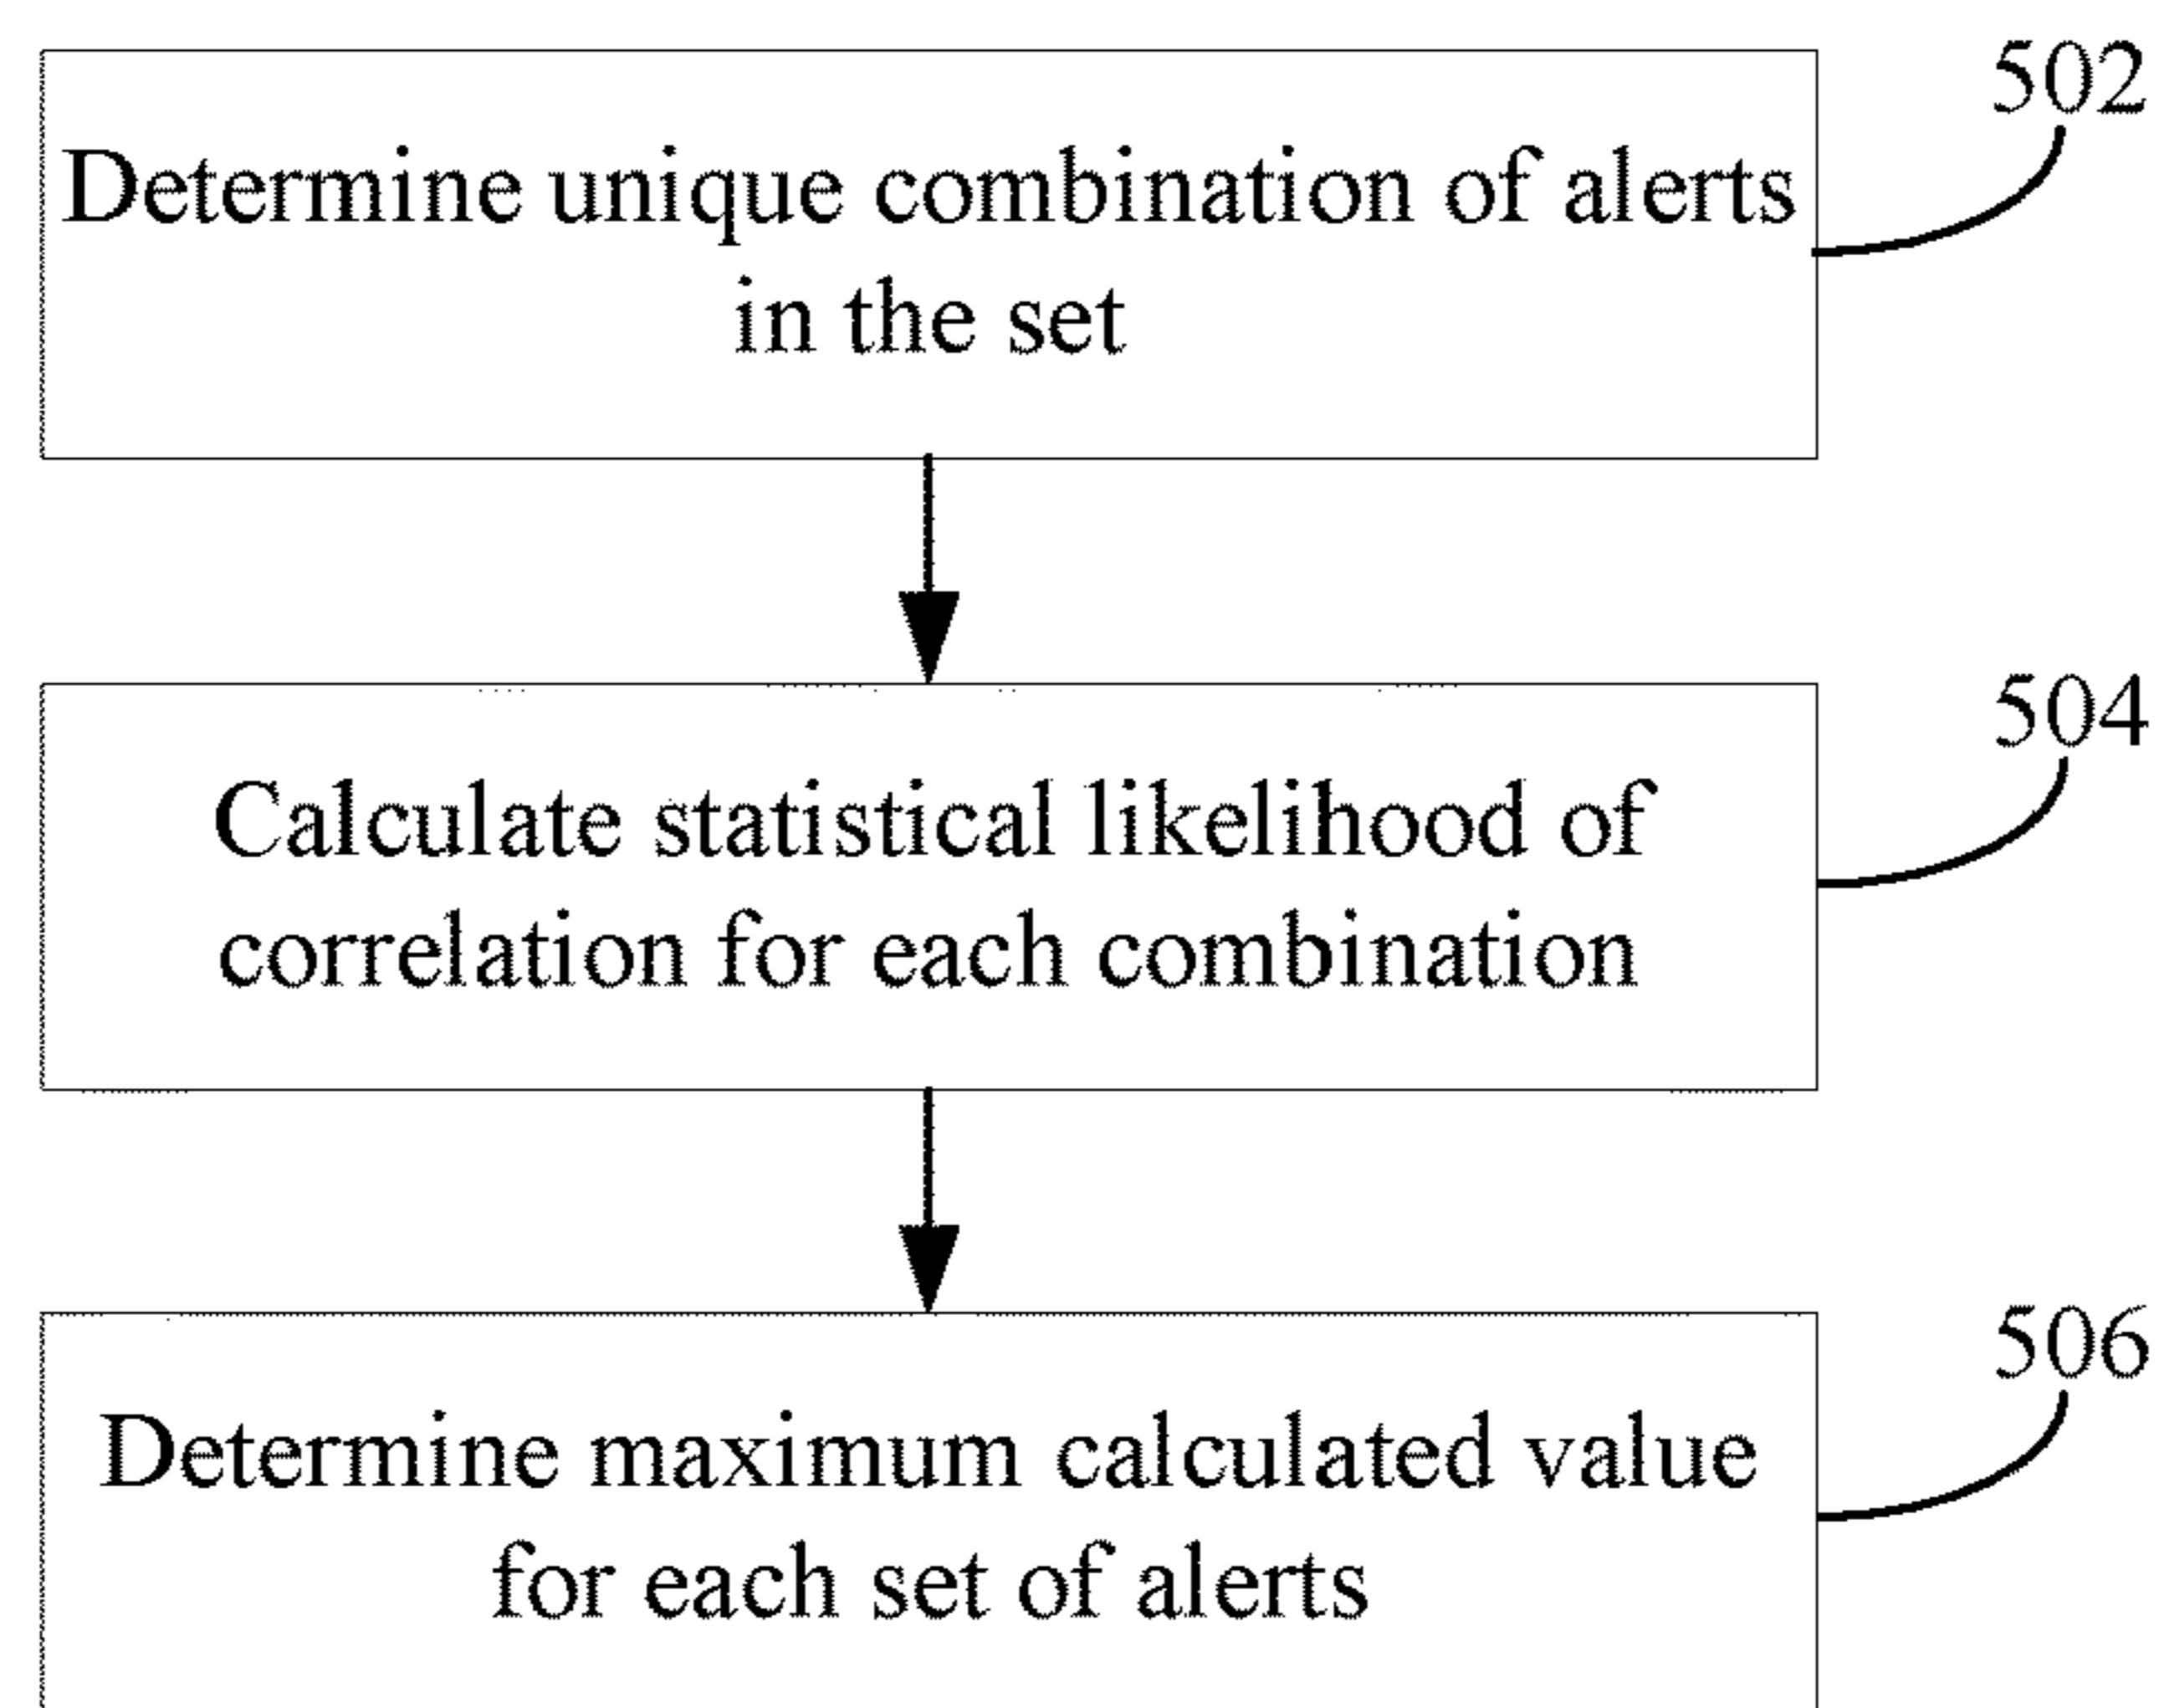 502
Determine unique combination of alerts
in the set
504
Calculate statistical likelihood of
correlation for each combination
506
Determine maximum calculated value
for each set of alerts